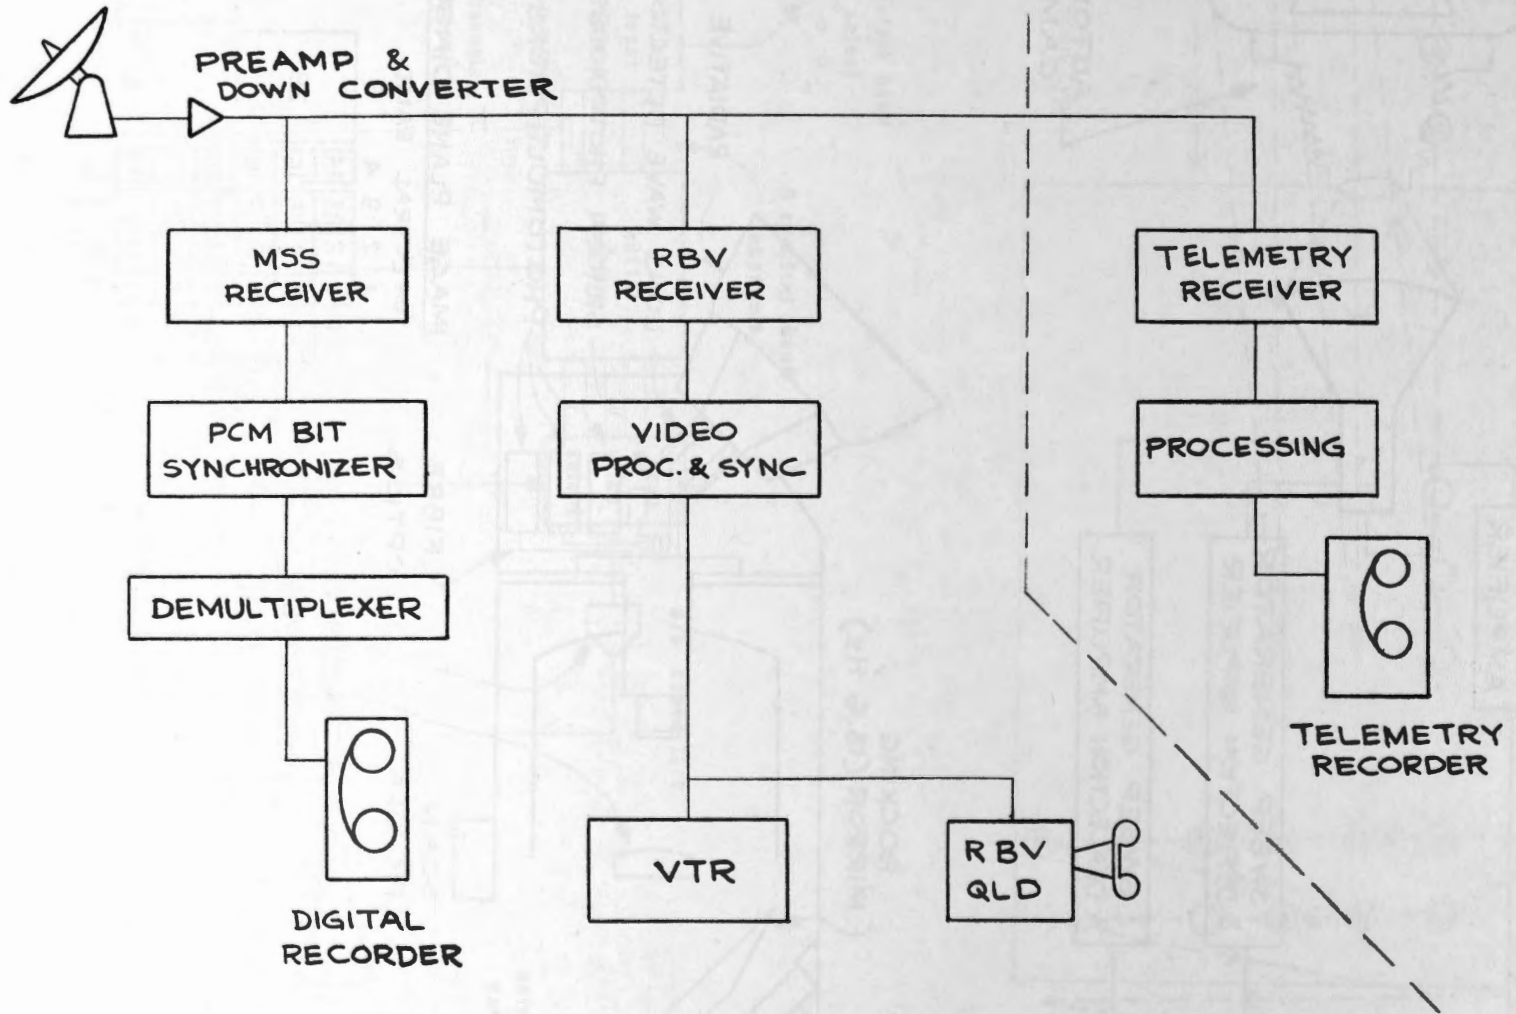 PREAMP &
DOWN CONVERTER
MSS
RECEIVER
RBV
RECEIVER
TELEMETRY
RECEIVER
PCM BIT
SYNCHRONIZER
VIDEO
PROC. & SYNC
PROCESSING
DEMULTIPLEXER
TELEMETRY
RECORDER
VTR
RBV
QLD
DIGITAL
RECORDER